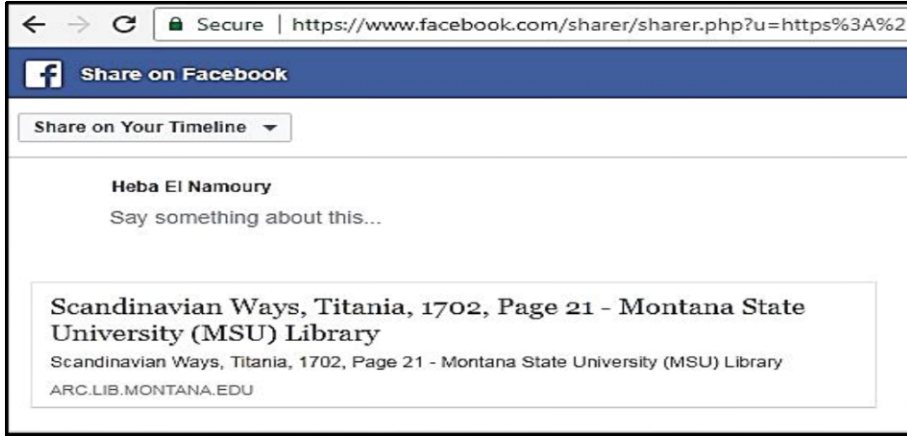 Secure | https://www.facebook.com/sharer/sharer.php?u=https%3A%2
f Share on Facebook
Share on Your Timeline
Heba El Namoury
Say something about this...
Scandinavian Ways, Titania, 1702, Page 21 - Montana State
University (MSU) Library
Scandinavian Ways, Titania, 1702, Page 21 - Montana State University (MSU) Library
ARC.LIB.MONTANA.EDU